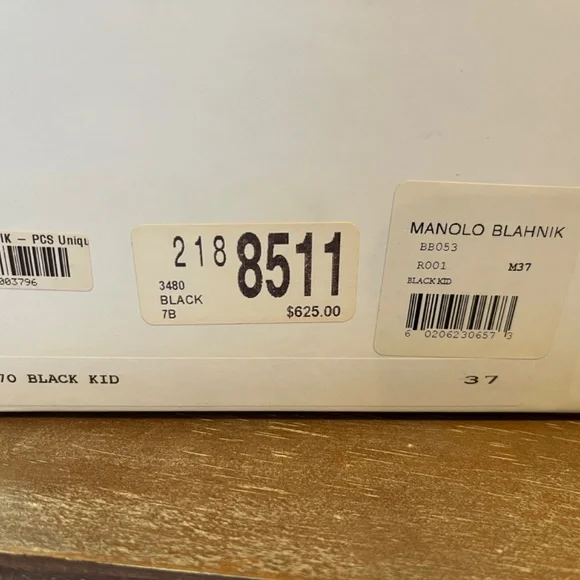 IK – PCS Uniqu
003796
218 8511
3480
BLACK
7B
$625.00
MANOLO BLAHNIK
BB053
R001 M37
BLACK KID
6 0206230657 3
70 BLACK KID
37